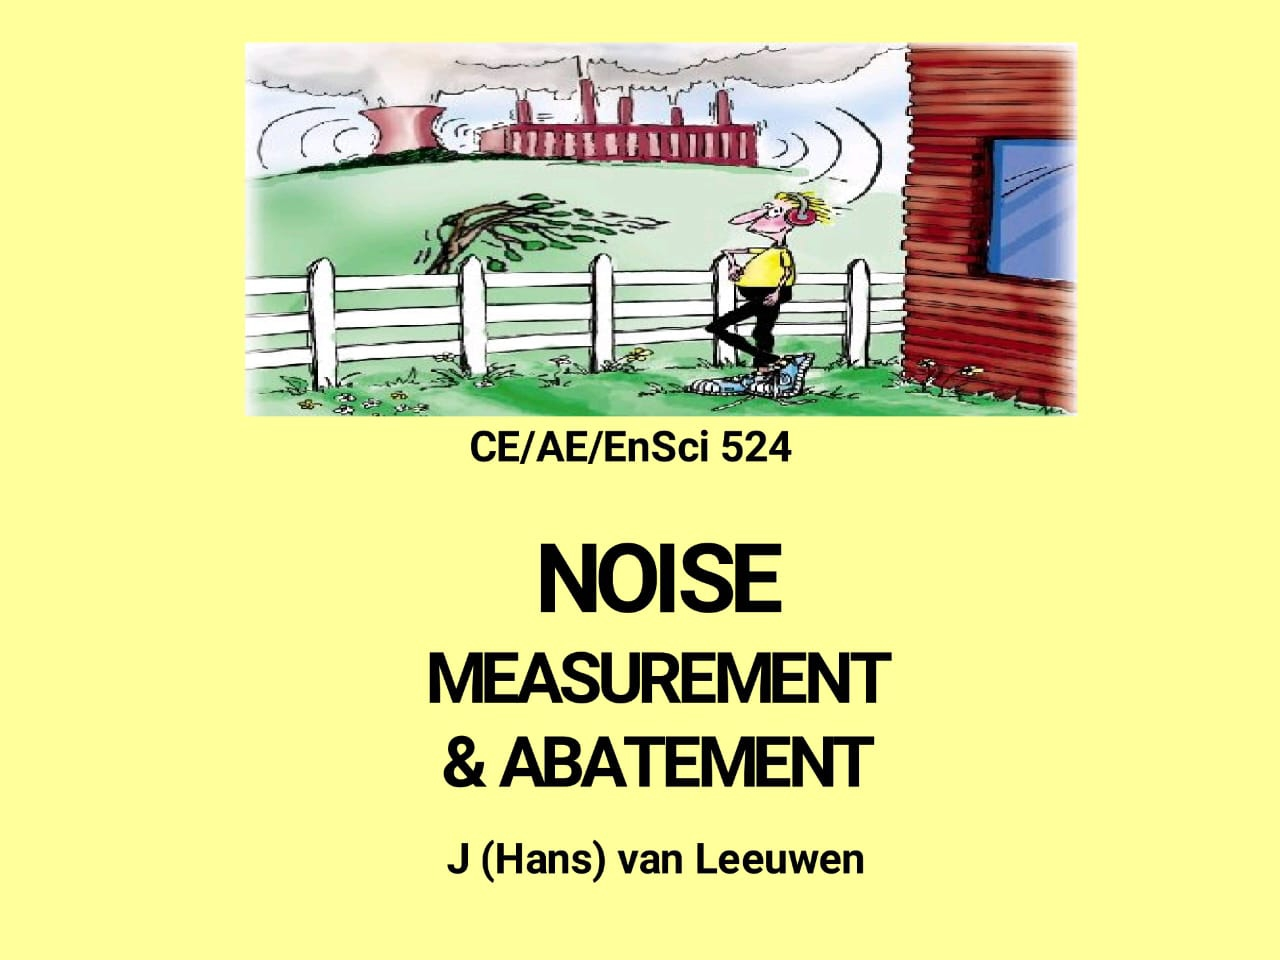 CE/AE/EnSci 524
NOISE
MEASUREMENT
& ABATEMENT
J (Hans) van Leeuwen